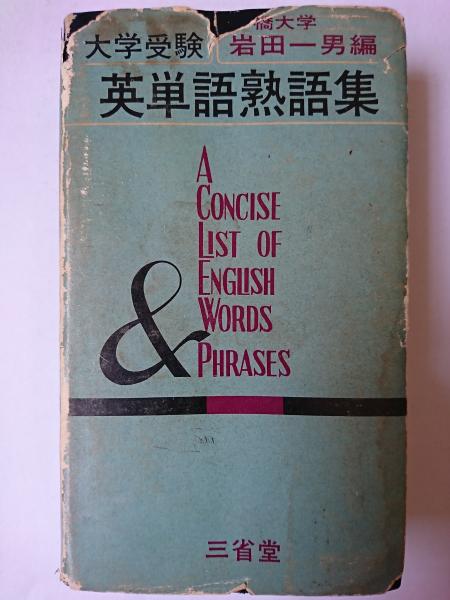 橋大学
大学受験 岩田一男編
英単語熟語集
A
CONCISE
LIST OF
ENGLISH
WORDS
& PHRASES
三省堂